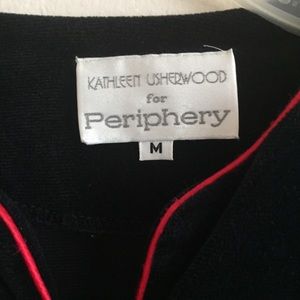 KATHLEEN USHERWOOD
for
Periphery
M